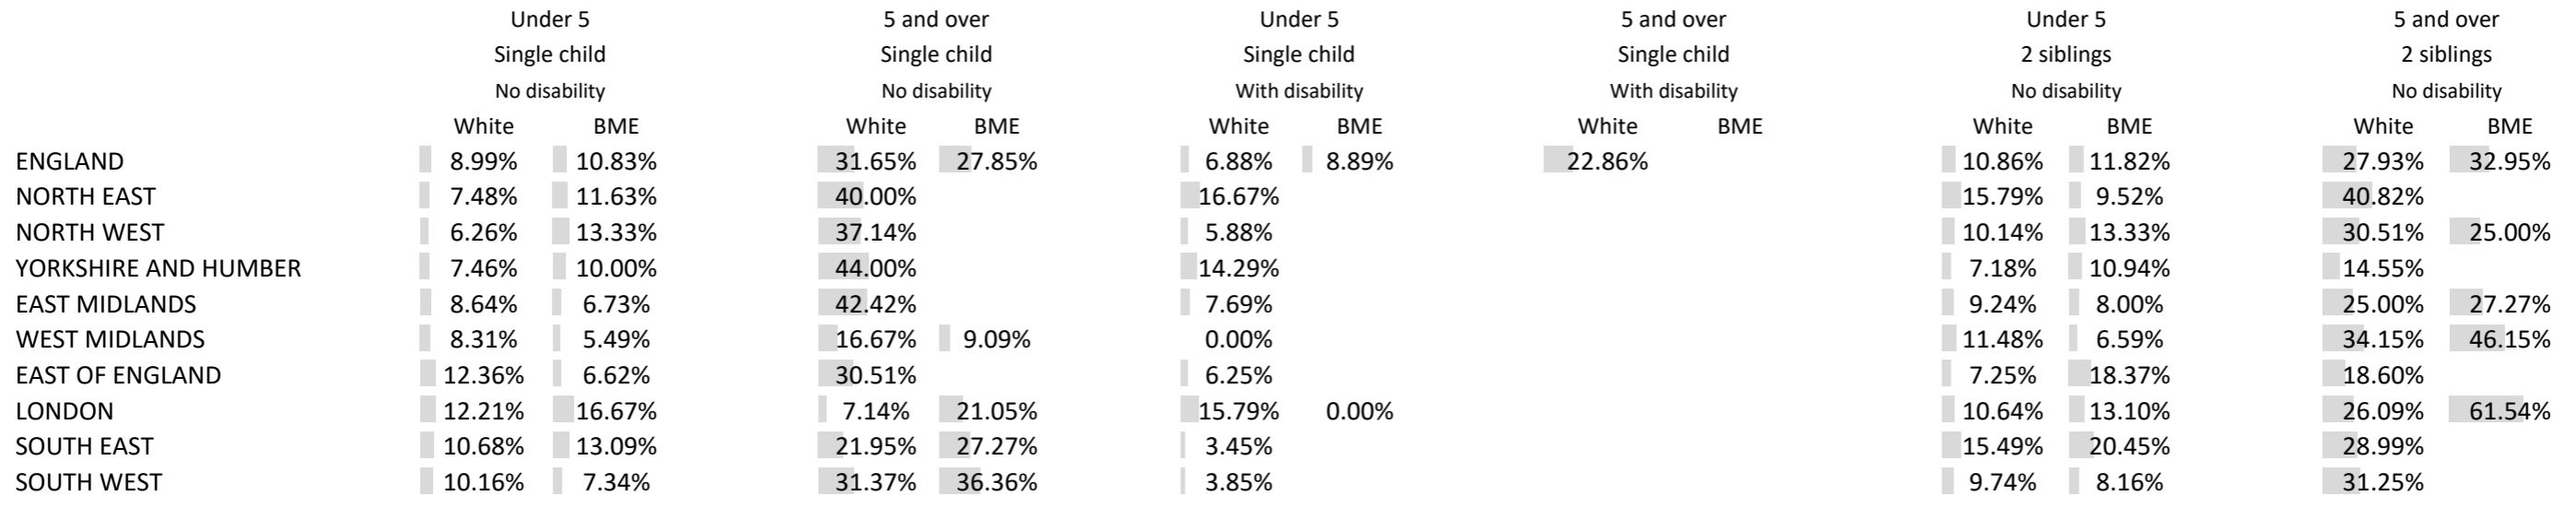 Under 5 5 and over Under 5 5 and over Under 5 5 and over
Single child Single child Single child Single child 2 siblings 2 siblings
No disability No disability With disability With disability No disability No disability
White BME White BME White BME White BME White BME White BME
ENGLAND 8.99% 10.83% 31.65% 27.85% 6.88% 8.89% 22.86% 10.86% 11.82% 27.93% 32.95%
NORTH EAST 7.48% 11.63% 40.00% 16.67% 15.79% 9.52% 40.82%
NORTH WEST 6.26% 13.33% 37.14% 5.88% 10.14% 13.33% 30.51% 25.00%
YORKSHIRE AND HUMBER 7.46% 10.00% 44.00% 14.29% 7.18% 10.94% 14.55%
EAST MIDLANDS 8.64% 6.73% 42.42% 7.69% 9.24% 8.00% 25.00% 27.27%
WEST MIDLANDS 8.31% 5.49% 16.67% 9.09% 0.00% 11.48% 6.59% 34.15% 46.15%
EAST OF ENGLAND 12.36% 6.62% 30.51% 6.25% 7.25% 18.37% 18.60%
LONDON 12.21% 16.67% 7.14% 21.05% 15.79% 0.00% 10.64% 13.10% 26.09% 61.54%
SOUTH EAST 10.68% 13.09% 21.95% 27.27% 3.45% 15.49% 20.45% 28.99%
SOUTH WEST 10.16% 7.34% 31.37% 36.36% 3.85% 9.74% 8.16% 31.25%